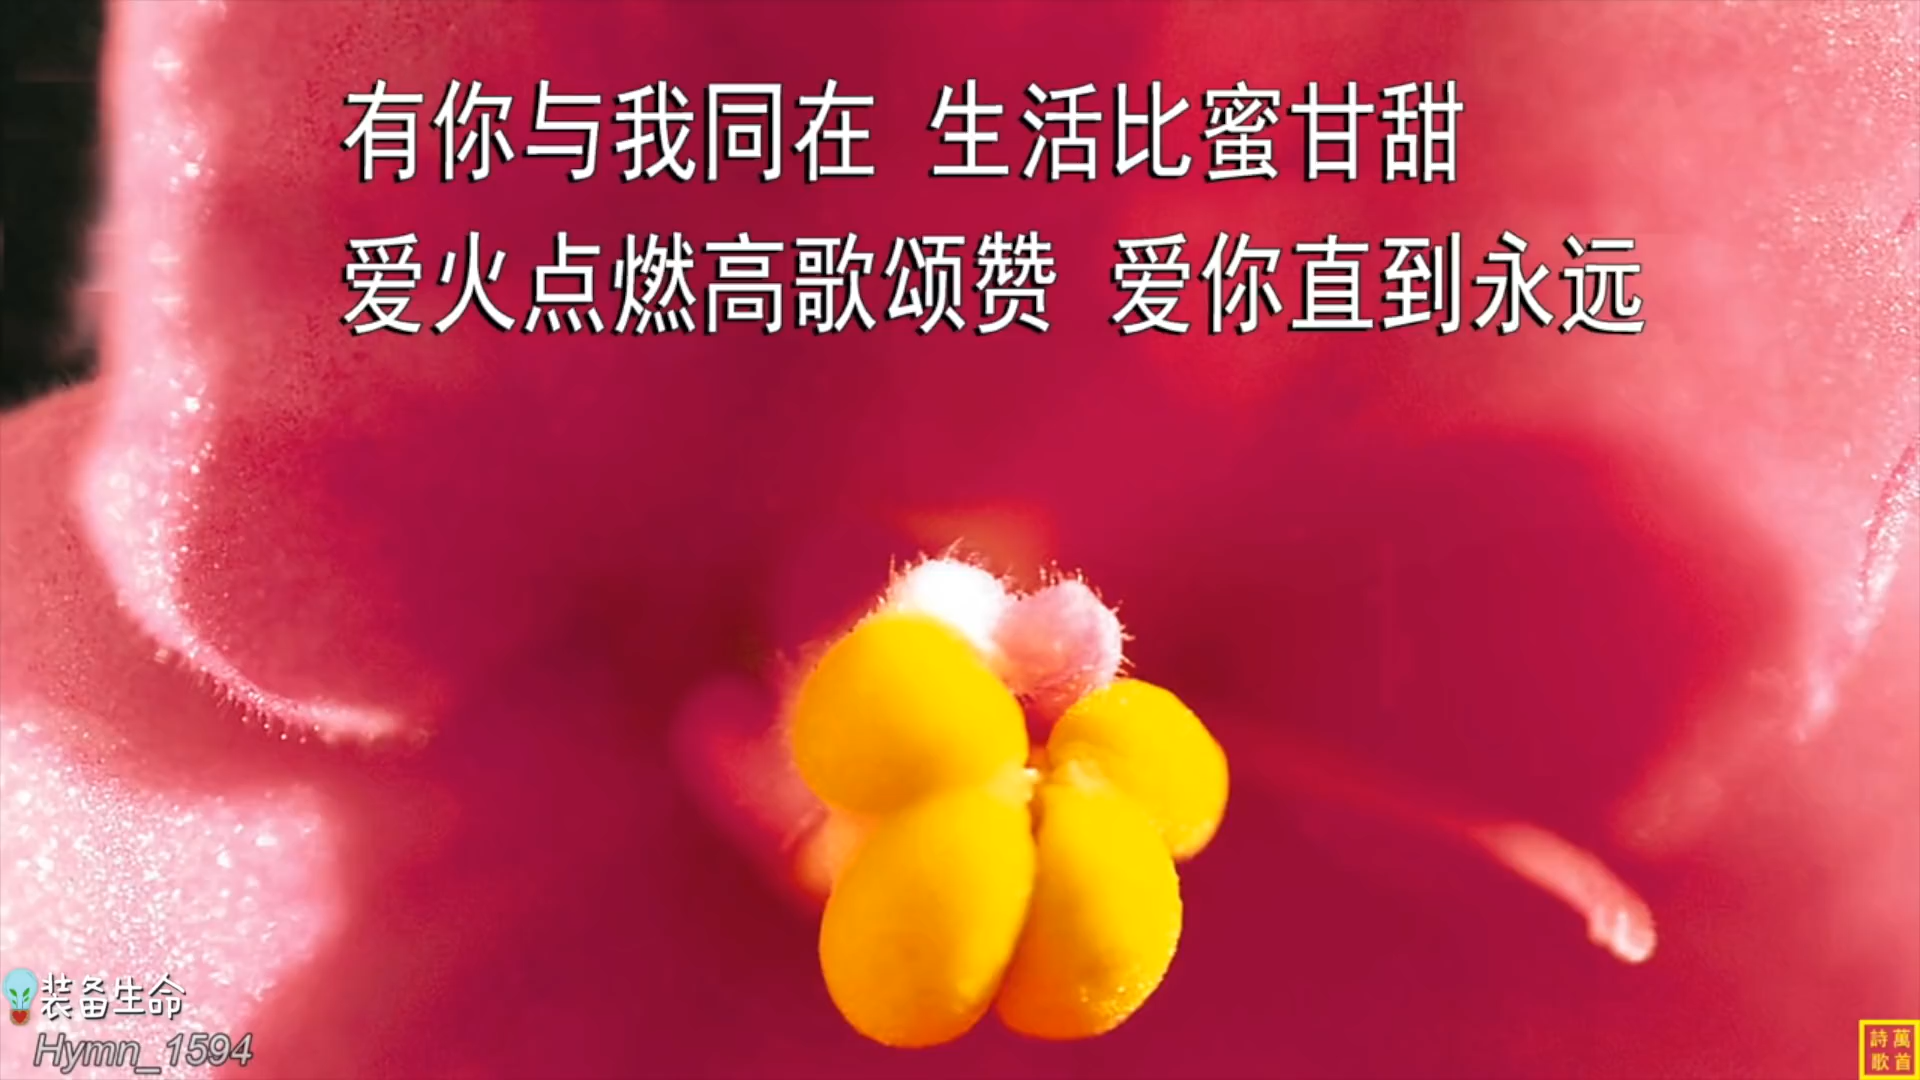 有你与我同在 生活比蜜甘甜
爱火点燃高歌颂赞 爱你直到永远
装备生命
Hymn_1594
萬首
詩歌